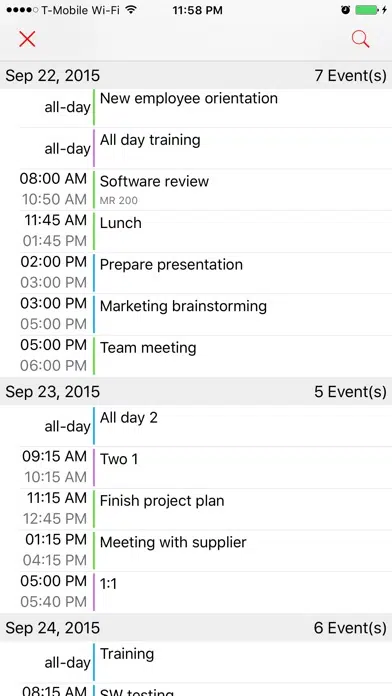 T-Mobile Wi-Fi 11:58 PM
Sep 22, 2015 7 Event(s)
all-day New employee orientation
all-day All day training
08:00 AM Software review
10:50 AM MR 200
11:45 AM Lunch
01:45 PM
02:00 PM Prepare presentation
03:00 PM
03:00 PM Marketing brainstorming
05:00 PM
05:00 PM Team meeting
06:00 PM
Sep 23, 2015 5 Event(s)
all-day All day 2
09:15 AM Two 1
10:15 AM
11:15 AM Finish project plan
12:45 PM
01:15 PM Meeting with supplier
04:15 PM
05:00 PM 1:1
05:40 PM
Sep 24, 2015 6 Event(s)
all-day Training
08:15 AM SW testing